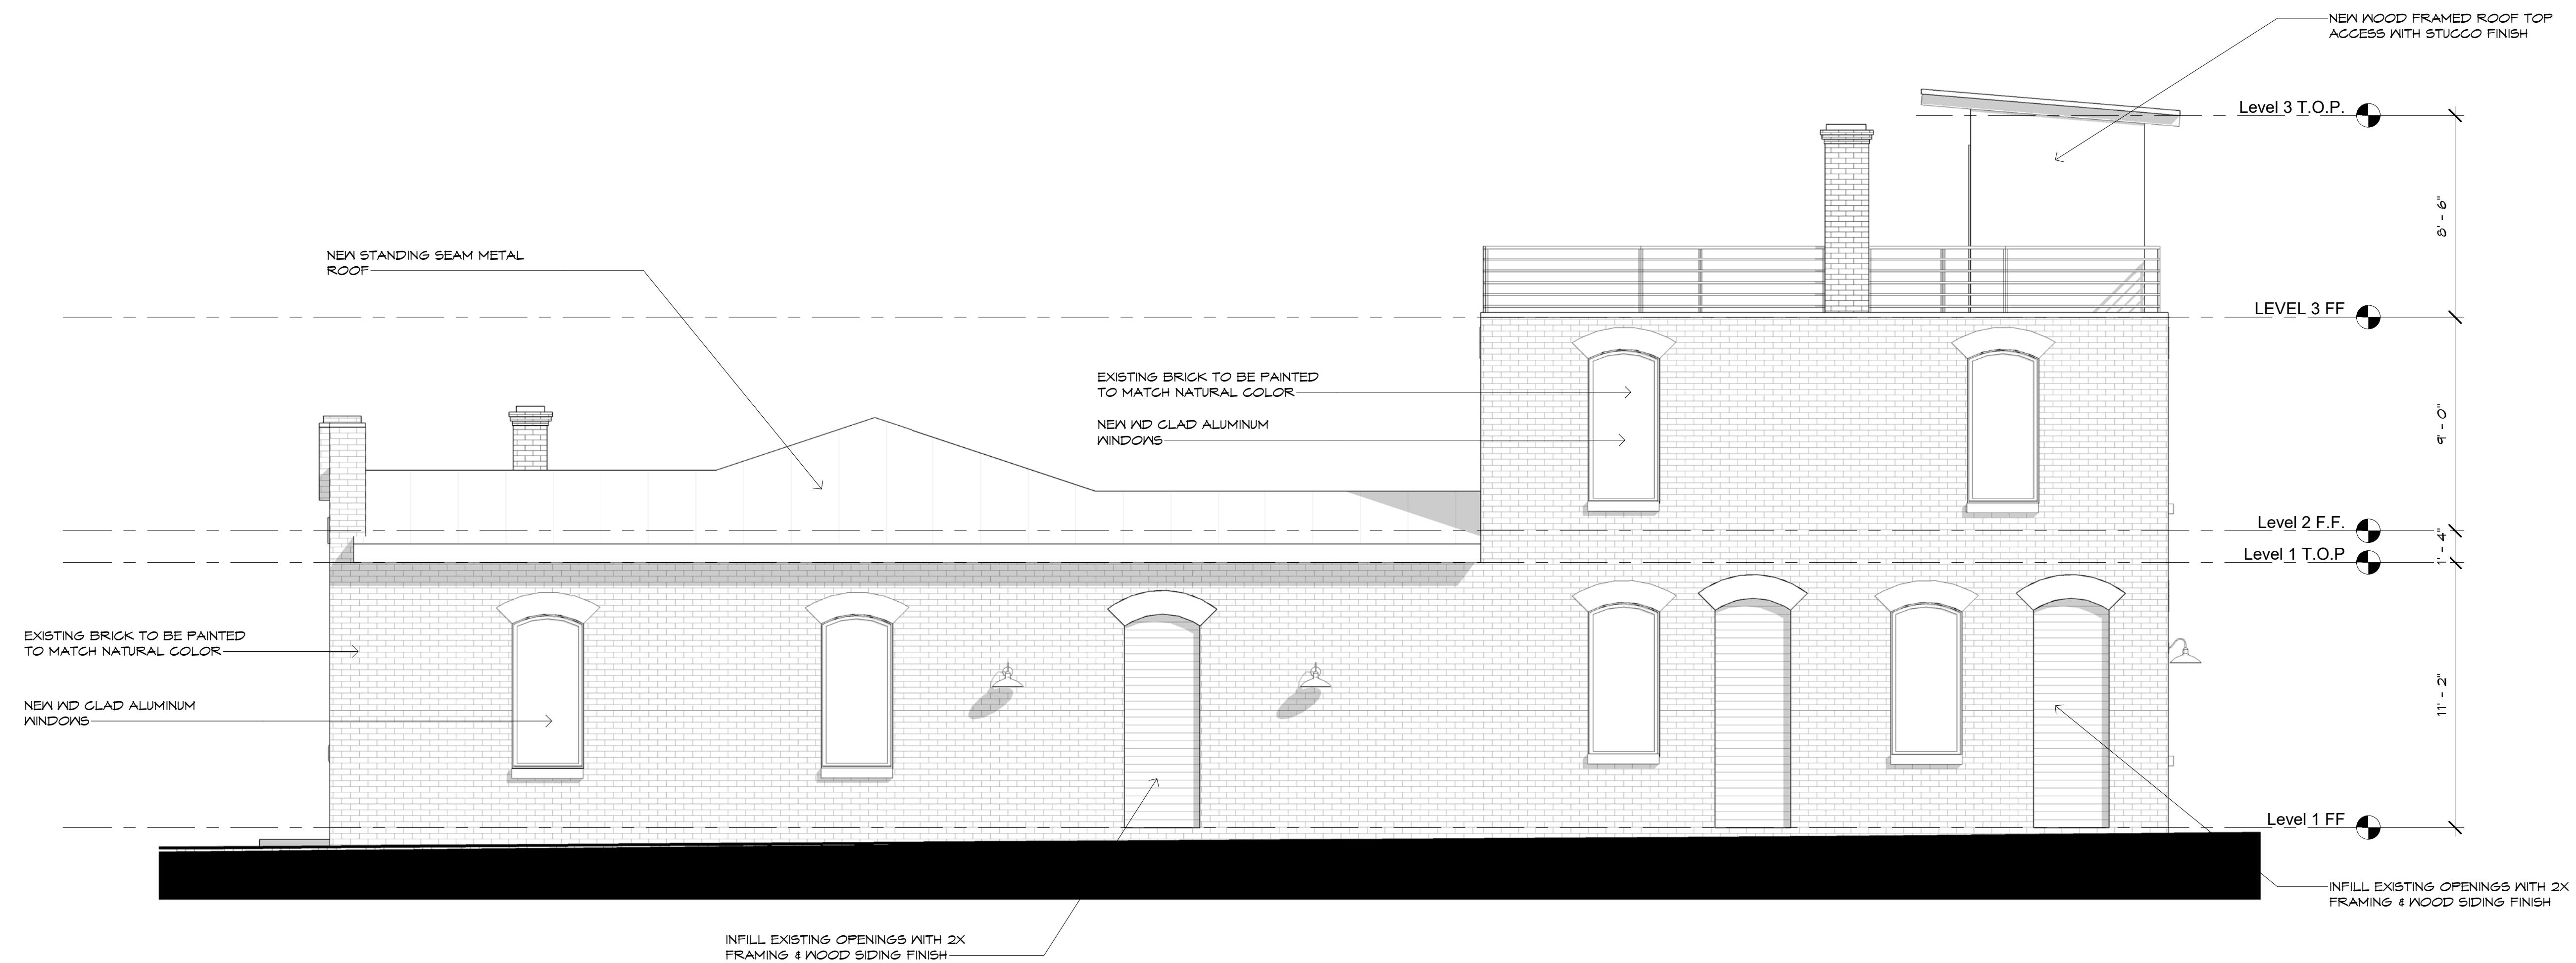 NEW WOOD FRAMED ROOF TOP
ACCESS WITH STUCCO FINISH
Level 3 T.O.P.
8' - 6"
NEW STANDING SEAM METAL
ROOF
LEVEL 3 FF
EXISTING BRICK TO BE PAINTED
TO MATCH NATURAL COLOR
9' - 0"
NEW WD CLAD ALUMINUM
WINDOWS
Level 2 F.F.
1' - 4"
Level 1 T.O.P
EXISTING BRICK TO BE PAINTED
TO MATCH NATURAL COLOR
11' - 2"
NEW WD CLAD ALUMINUM
WINDOWS
Level 1 FF
INFILL EXISTING OPENINGS WITH 2X
FRAMING & WOOD SIDING FINISH
INFILL EXISTING OPENINGS WITH 2X
FRAMING & WOOD SIDING FINISH